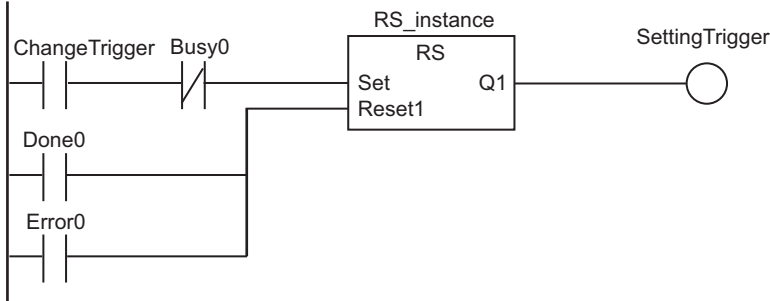 RS_instance
ChangeTrigger
Busy0
RS
SettingTrigger
Set
Q1
Reset1
Done0
Error0